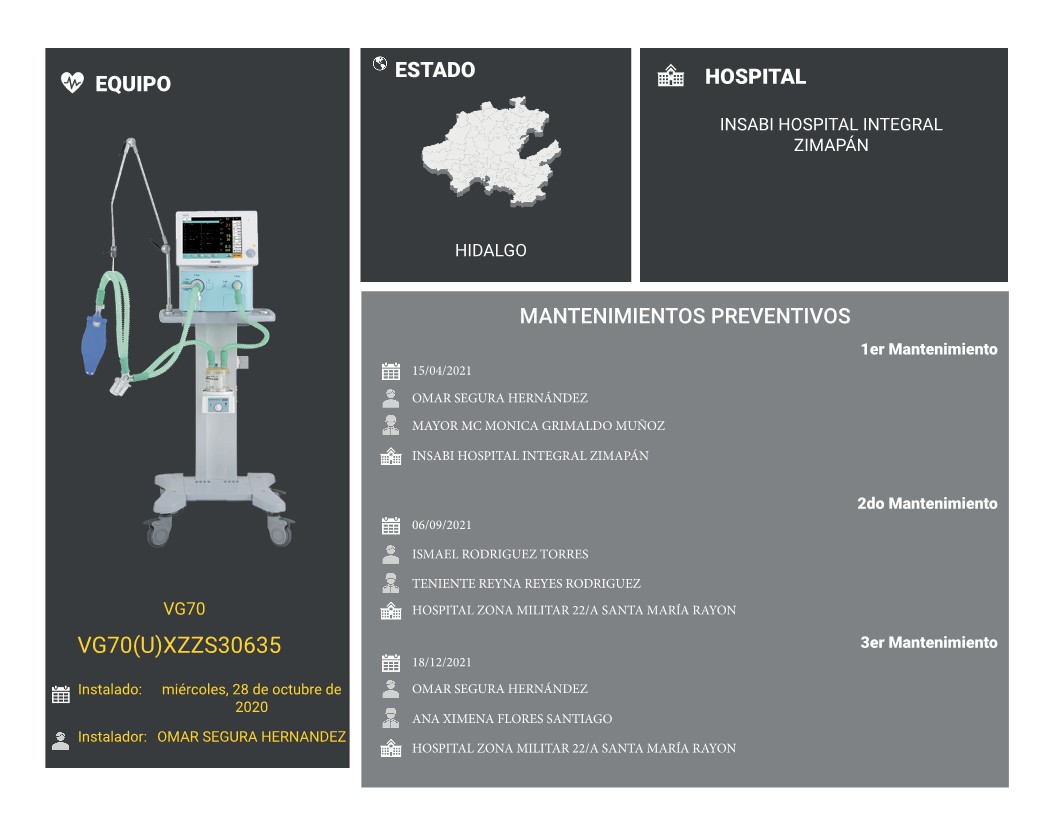 EQUIPO
VG70
VG70(U)XZZS30635
Instalado: miércoles, 28 de octubre de
2020
Instalador: OMAR SEGURA HERNANDEZ
ESTADO
HIDALGO
HOSPITAL
INSABI HOSPITAL INTEGRAL
ZIMAPÁN
MANTENIMIENTOS PREVENTIVOS
1er Mantenimiento
15/04/2021
OMAR SEGURA HERNÁNDEZ
MAYOR MC MONICA GRIMALDO MUÑOZ
INSABI HOSPITAL INTEGRAL ZIMAPÁN
2do Mantenimiento
06/09/2021
ISMAEL RODRIGUEZ TORRES
TENIENTE REYNA REYES RODRIGUEZ
HOSPITAL ZONA MILITAR 22/A SANTA MARÍA RAYON
3er Mantenimiento
18/12/2021
OMAR SEGURA HERNÁNDEZ
ANA XIMENA FLORES SANTIAGO
HOSPITAL ZONA MILITAR 22/A SANTA MARÍA RAYON